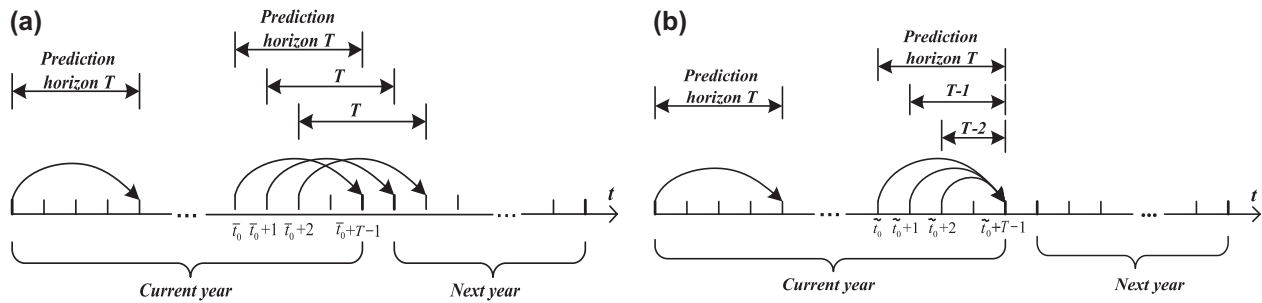 (a)
Prediction
horizon T
Prediction
horizon T
T
T
t
...
...
t̄₀ t̄₀+1 t̄₀+2 t̄₀+T−1
Current year
Next year
(b)
Prediction
horizon T
Prediction
horizon T
T-1
T-2
t
...
...
t̃₀ t̃₀+1 t̃₀+2 t̃₀+T−1
Current year
Next year